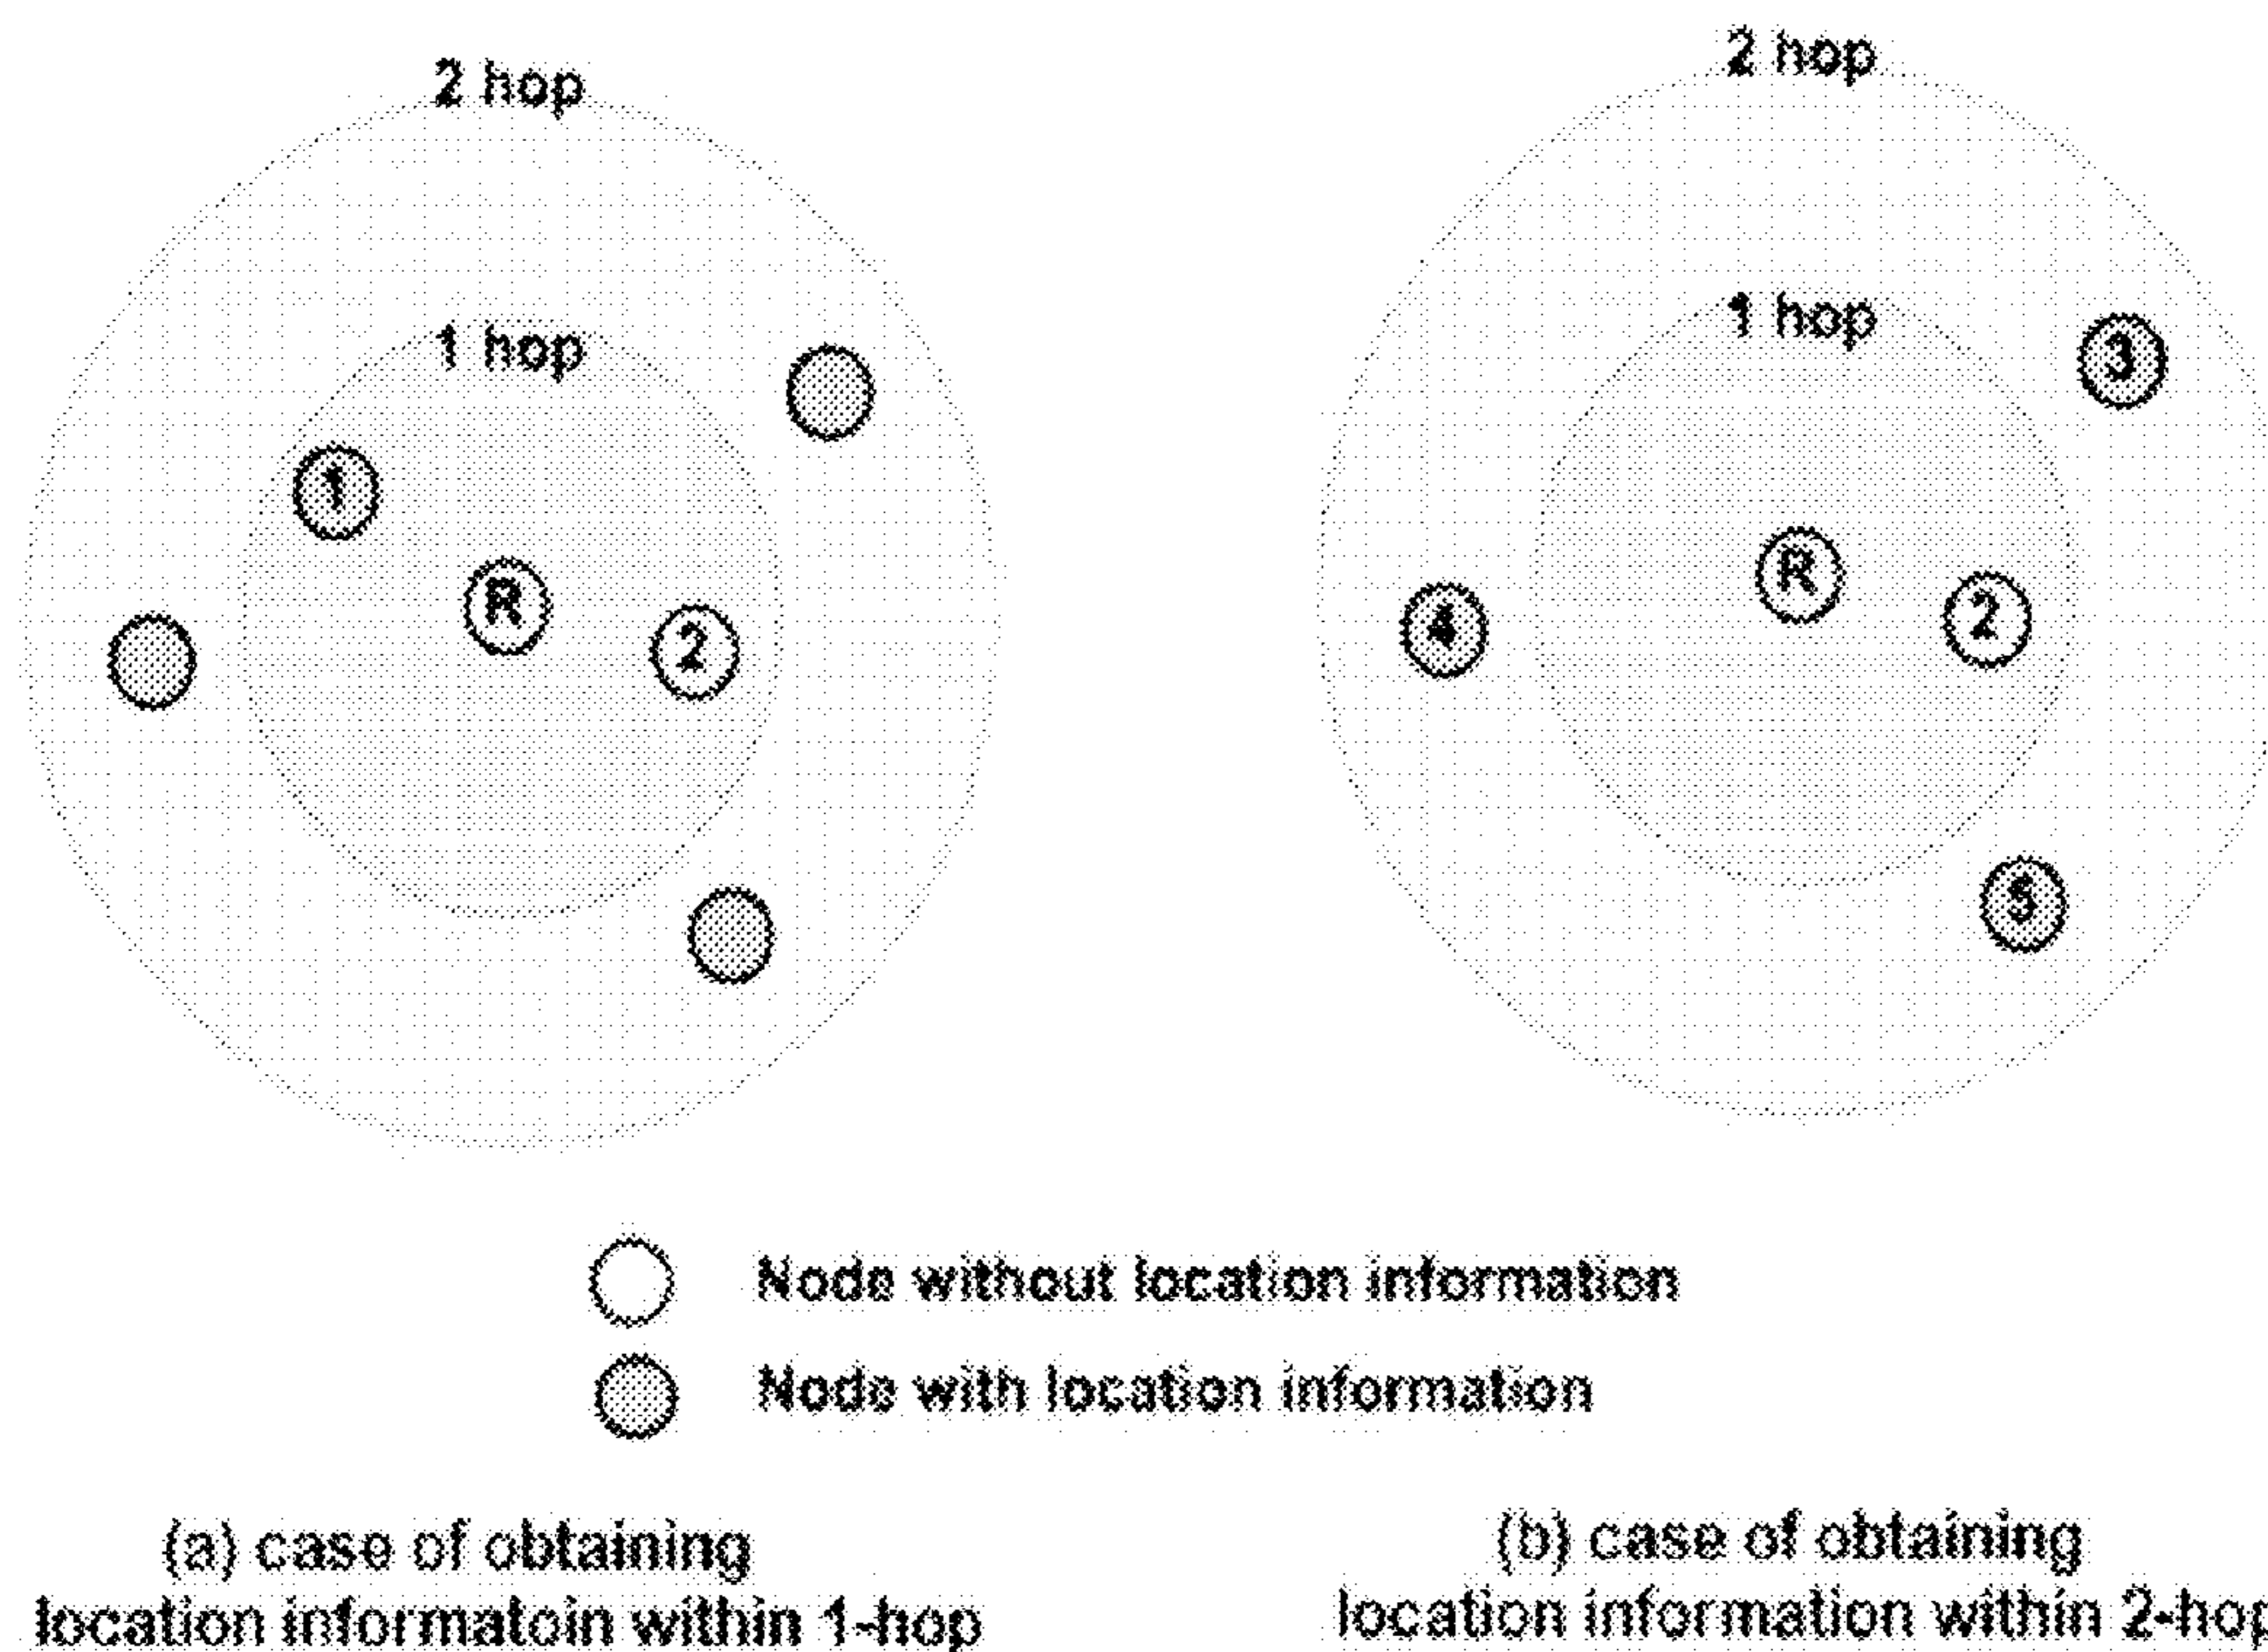 2 hop
1 hop
1
R
2
2 hop
1 hop
3
R
4
2
5
Node without location information
Node with location information
(a) case of obtaining
location informatoin within 1-hop
(b) case of obtaining
location information within 2-hop